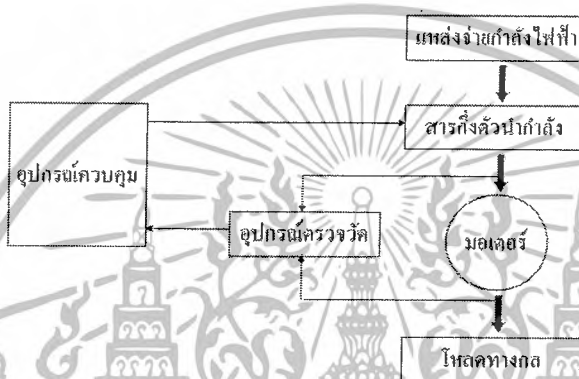 แหล่งจ่ายกำลังไฟฟ้า
สารกึ่งตัวนำกำลัง
อุปกรณ์ควบคุม
อุปกรณ์ตรวจวัด
มอเตอร์
โหลดทางกล